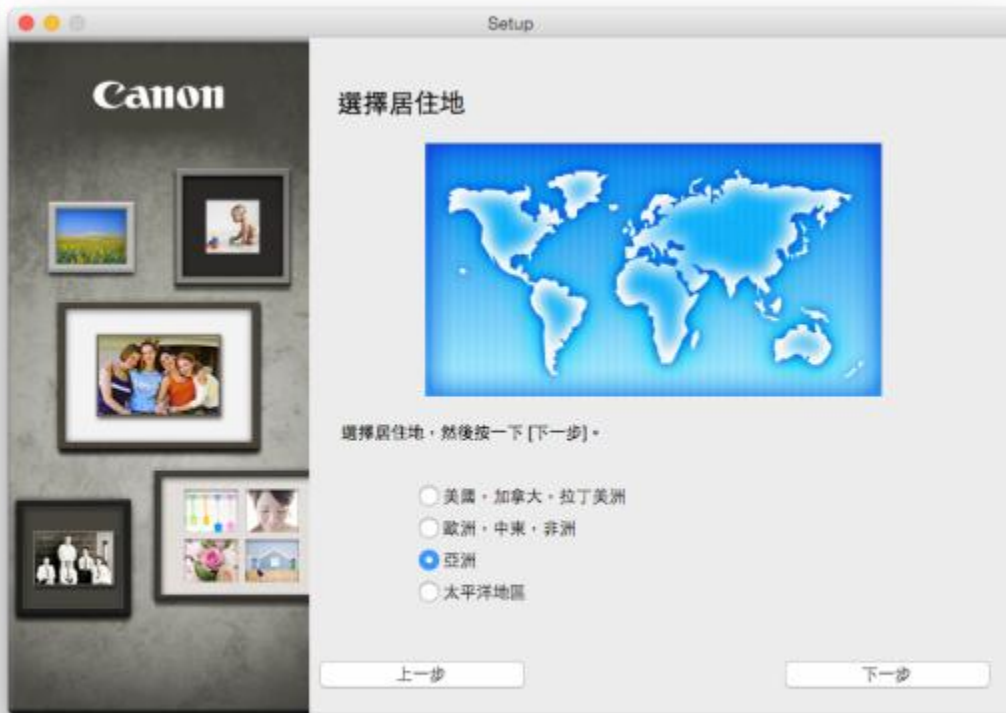 Setup
Canon
選擇居住地
選擇居住地，然後按一下 [下一步]。
美國，加拿大，拉丁美洲
歐洲，中東，非洲
亞洲
太平洋地區
上一步
下一步